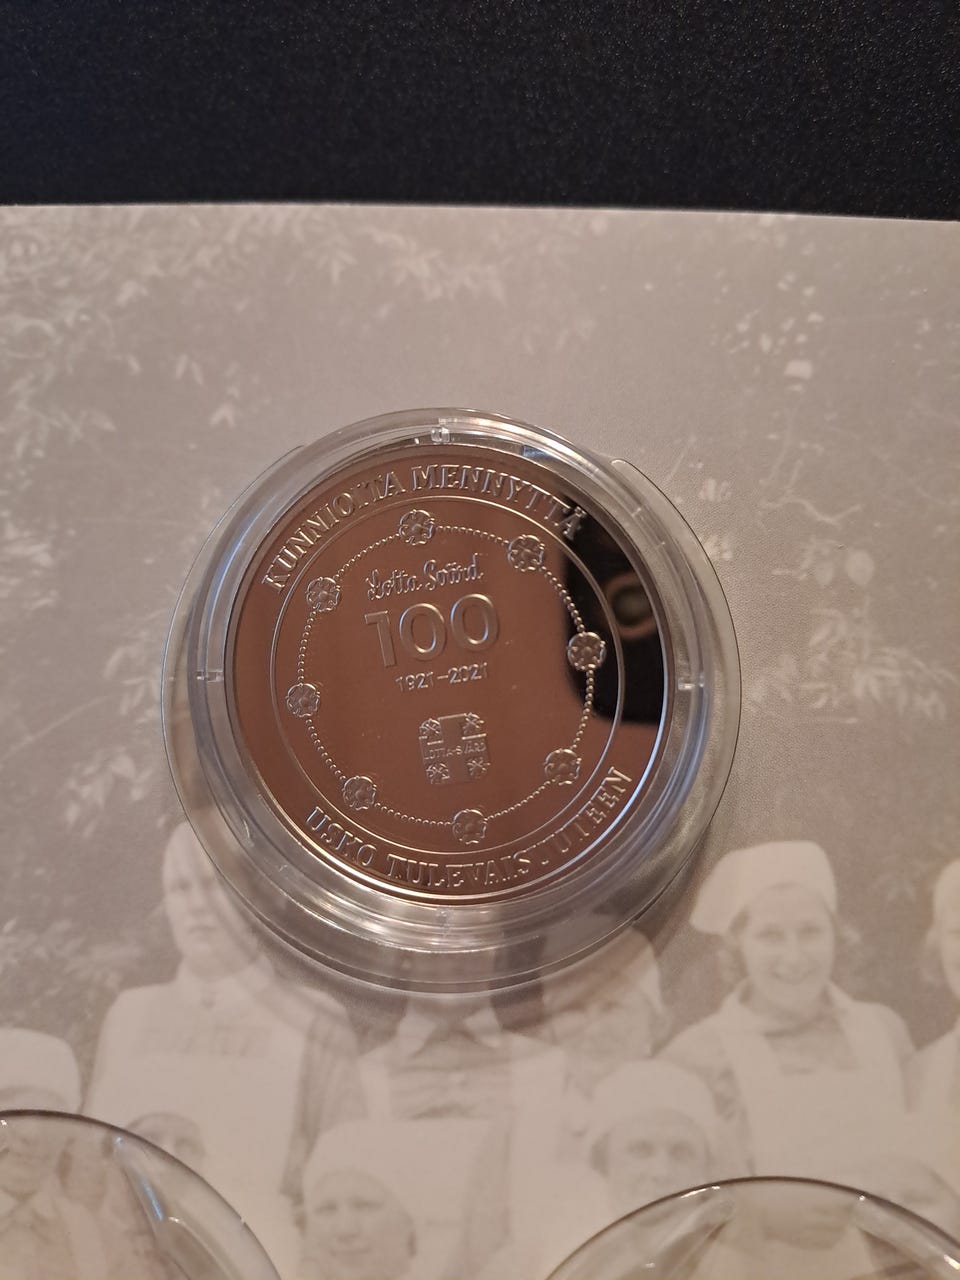 KUNNIOITA MENNYTTÄ
Lotta Svärd
100
1921–2021
LOTTA-SVÄRD
USKO TULEVAISUUTEEN